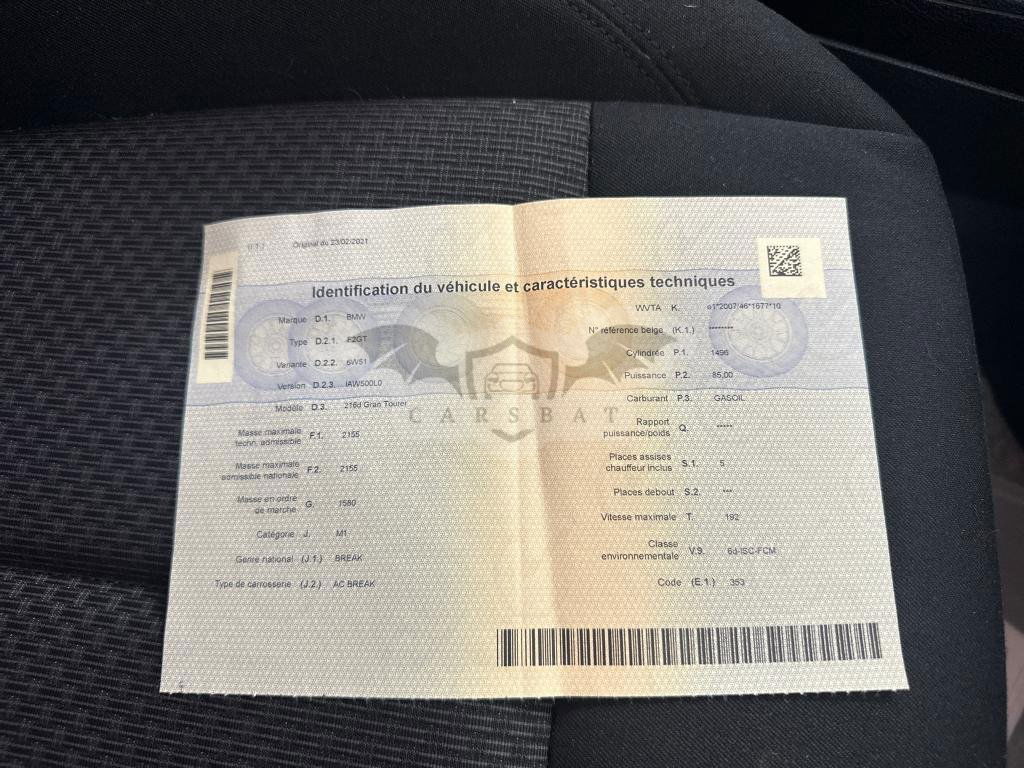 Original du 23/02/2021
Identification du véhicule et caractéristiques techniques
Marque D.1. BMW
Type D.2.1. F2GT
Variante D.2.2. 6W51
Version D.2.3. IAW500L0
Modèle D.3. 216d Gran Tourer
Masse maximale
techn. admissible F.1. 2155
Masse maximale
admissible nationale F.2. 2155
Masse en ordre
de marche G. 1580
Catégorie J. M1
Genre national (J.1.) BREAK
Type de carrosserie (J.2.) AC BREAK
WVTA K. e1*2007/46*1677*10
N° référence belge (K.1.) ********
Cylindrée P.1. 1496
Puissance P.2. 85,00
Carburant P.3. GASOIL
Rapport
puissance/poids Q. *****
Places assises
chauffeur inclus S.1. 5
Places debout S.2. ***
Vitesse maximale T. 192
Classe
environnementale V.9. 6d-ISC-FCM
Code (E.1.) 353
CARSBAT